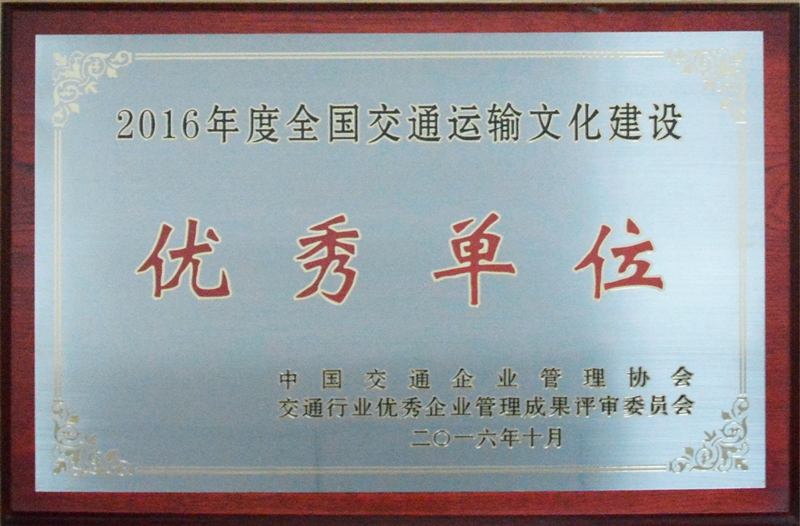 2016年度全国交通运输文化建设
优秀单位
中国交通企业管理协会
交通行业优秀企业管理成果评审委员会
二〇一六年十月